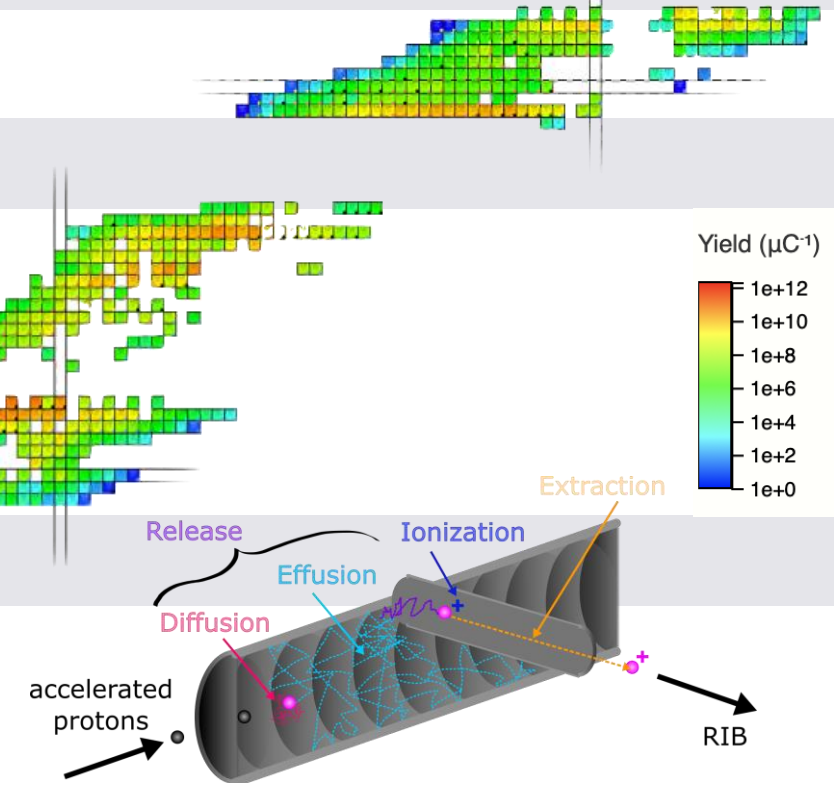 Yield (μC⁻¹)
1e+12
1e+10
1e+8
1e+6
1e+4
1e+2
1e+0
Extraction
Release
Ionization
Effusion
Diffusion
accelerated
protons
+
+
RIB